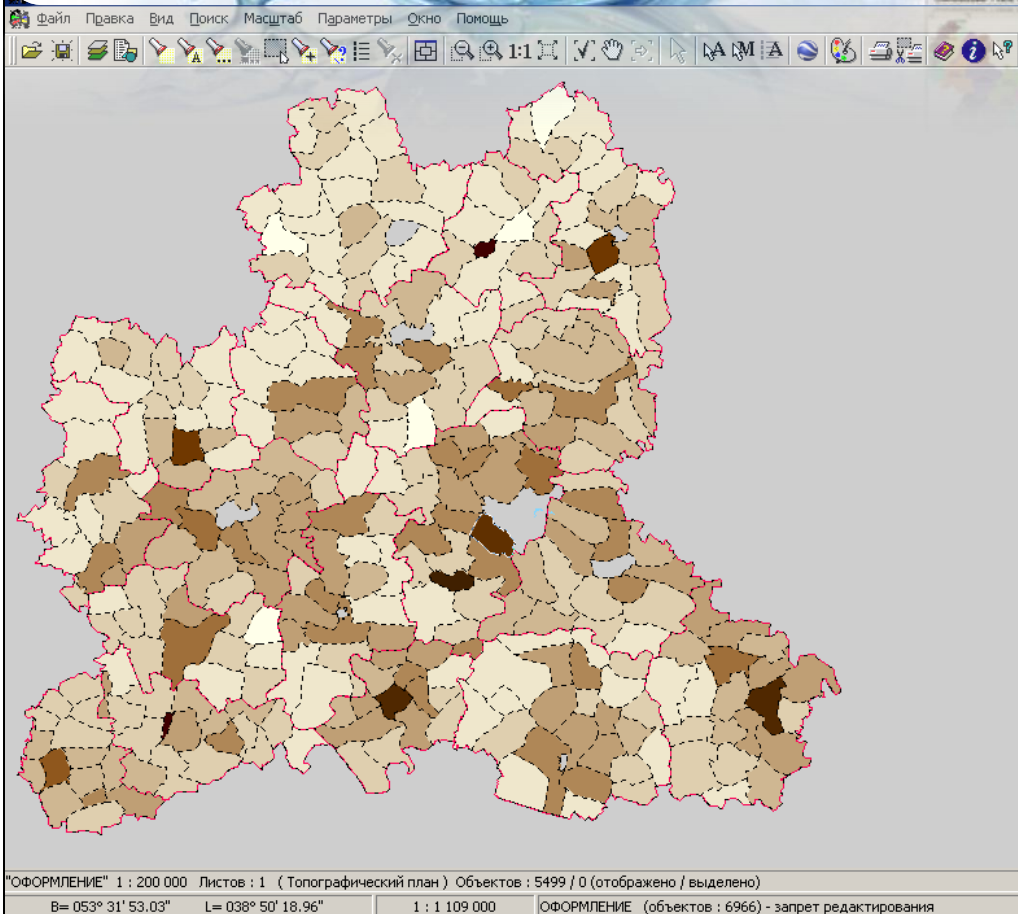 Файл Правка Вид Поиск Масштаб Параметры Окно Помощь
1:1 A M A
"ОФОРМЛЕНИЕ" 1 : 200 000 Листов : 1 ( Топографический план ) Объектов : 5499 / 0 (отображено / выделено)
B= 053° 31' 53.03" L= 038° 50' 18.96" 1 : 1 109 000 ОФОРМЛЕНИЕ (объектов : 6966) - запрет редактирования